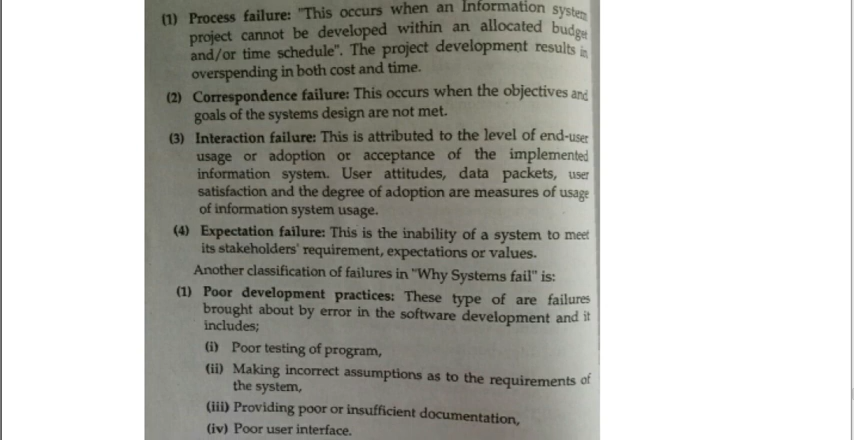 (1) Process failure: "This occurs when an Information system
project cannot be developed within an allocated budget
and/or time schedule". The project development results in
overspending in both cost and time.
(2) Correspondence failure: This occurs when the objectives and
goals of the systems design are not met.
(3) Interaction failure: This is attributed to the level of end-user
usage or adoption or acceptance of the implemented
information system. User attitudes, data packets, user
satisfaction and the degree of adoption are measures of usage
of information system usage.
(4) Expectation failure: This is the inability of a system to meet
its stakeholders' requirement, expectations or values.
Another classification of failures in "Why Systems fail" is:
(1) Poor development practices: These type of are failures
brought about by error in the software development and it
includes;
(i) Poor testing of program,
(ii) Making incorrect assumptions as to the requirements of
the system,
(iii) Providing poor or insufficient documentation,
(iv) Poor user interface.